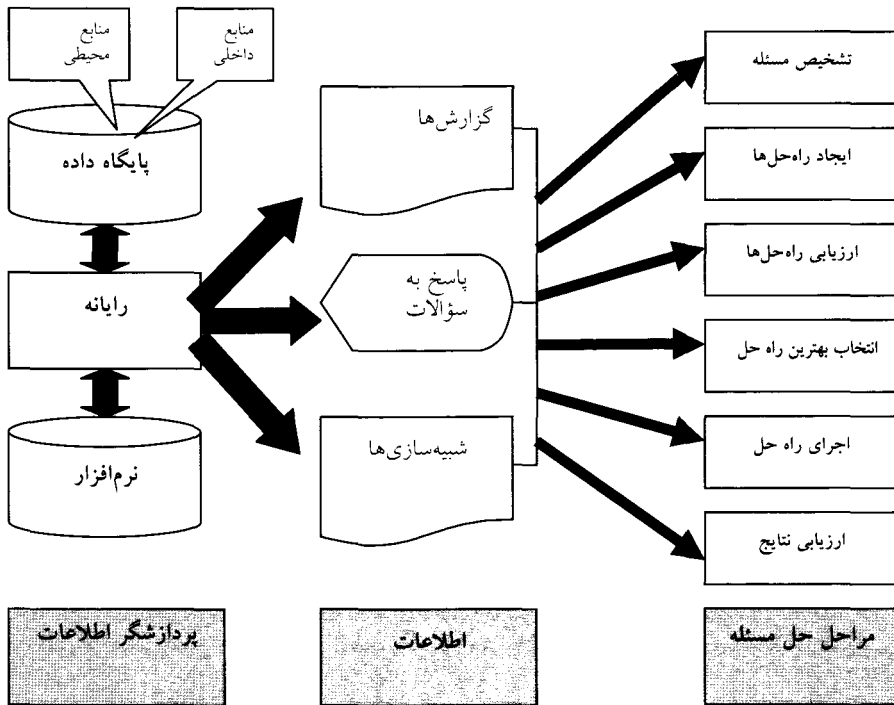 منابع
محیطی
منابع
داخلی
پایگاه داده
رایانه
نرم‌افزار
گزارش‌ها
پاسخ به
سؤالات
شبیه‌سازی‌ها
تشخیص مسئله
ایجاد راه‌حل‌ها
ارزیابی راه‌حل‌ها
انتخاب بهترین راه حل
اجرای راه حل
ارزیابی نتایج
پردازشگر اطلاعات
اطلاعات
مراحل حل مسئله